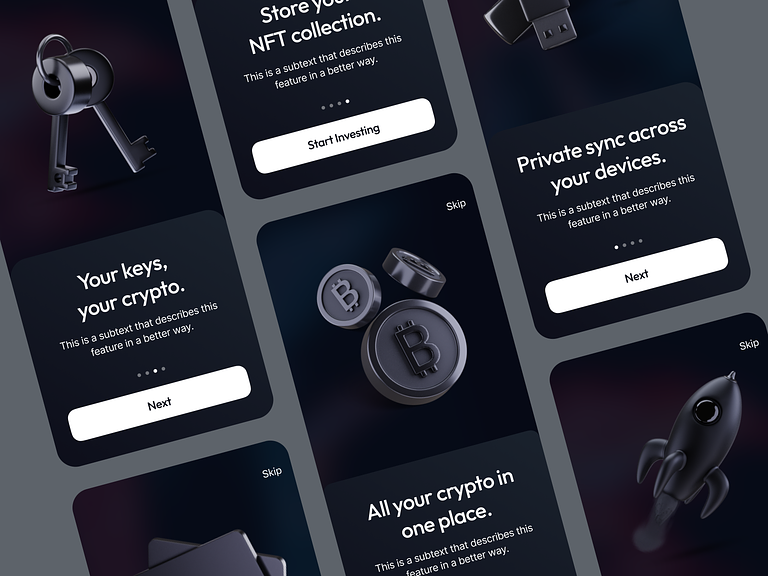 Your keys,
your crypto.
This is a subtext that describes this
feature in a better way.
Next
Skip
Store your
NFT collection.
This is a subtext that describes this
feature in a better way.
Start Investing
Skip
All your crypto in
one place.
This is a subtext that describes this
feature in a better way.
Private sync across
your devices.
This is a subtext that describes this
feature in a better way.
Next
Skip